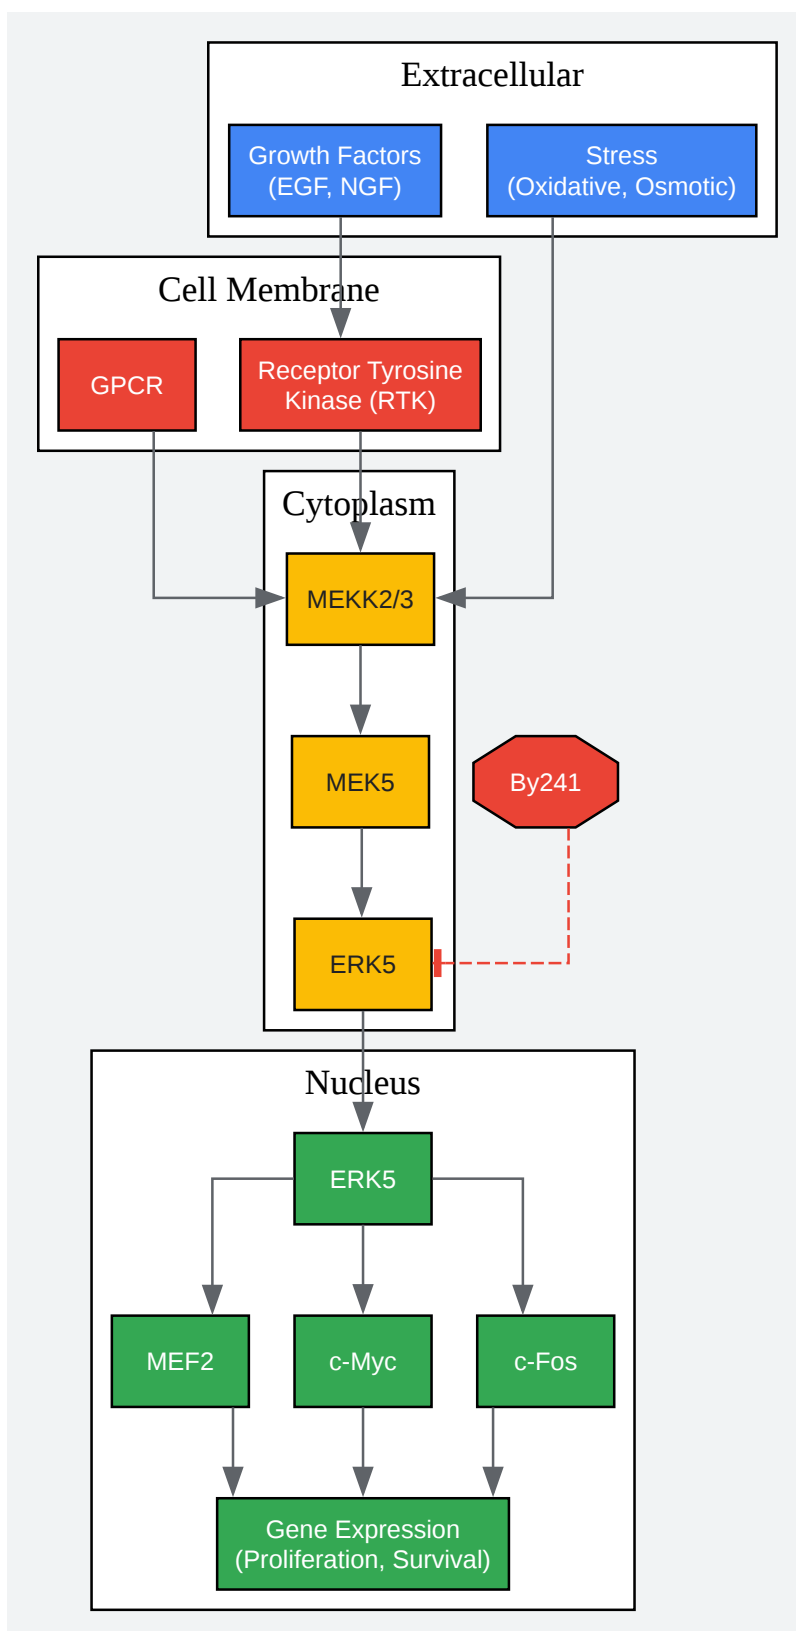 Extracellular
Growth Factors
(EGF, NGF)
Stress
(Oxidative, Osmotic)
Cell Membrane
GPCR
Receptor Tyrosine
Kinase (RTK)
Cytoplasm
MEKK2/3
MEK5
By241
ERK5
Nucleus
ERK5
MEF2
c-Myc
c-Fos
Gene Expression
(Proliferation, Survival)